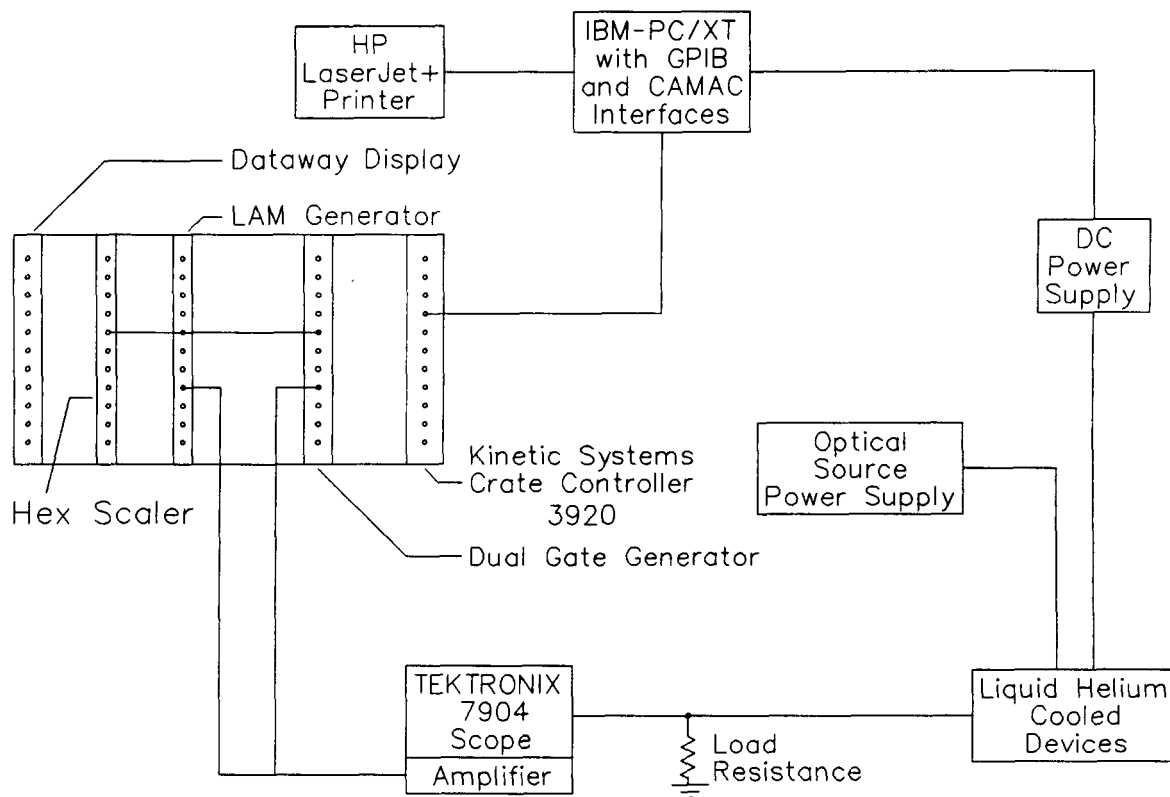 HP
LaserJet+
Printer
IBM-PC/XT
with GPIB
and CAMAC
Interfaces
Dataway Display
LAM Generator
DC
Power
Supply
Hex Scaler
Kinetic Systems
Crate Controller
3920
Dual Gate Generator
Optical
Source
Power Supply
TEKTRONIX
7904
Scope
Amplifier
Load
Resistance
Liquid Helium
Cooled
Devices